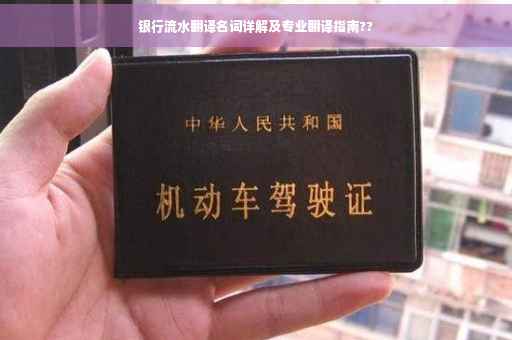 银行流水翻译名词详解及专业翻译指南??
中华人民共和国
机动车驾驶证